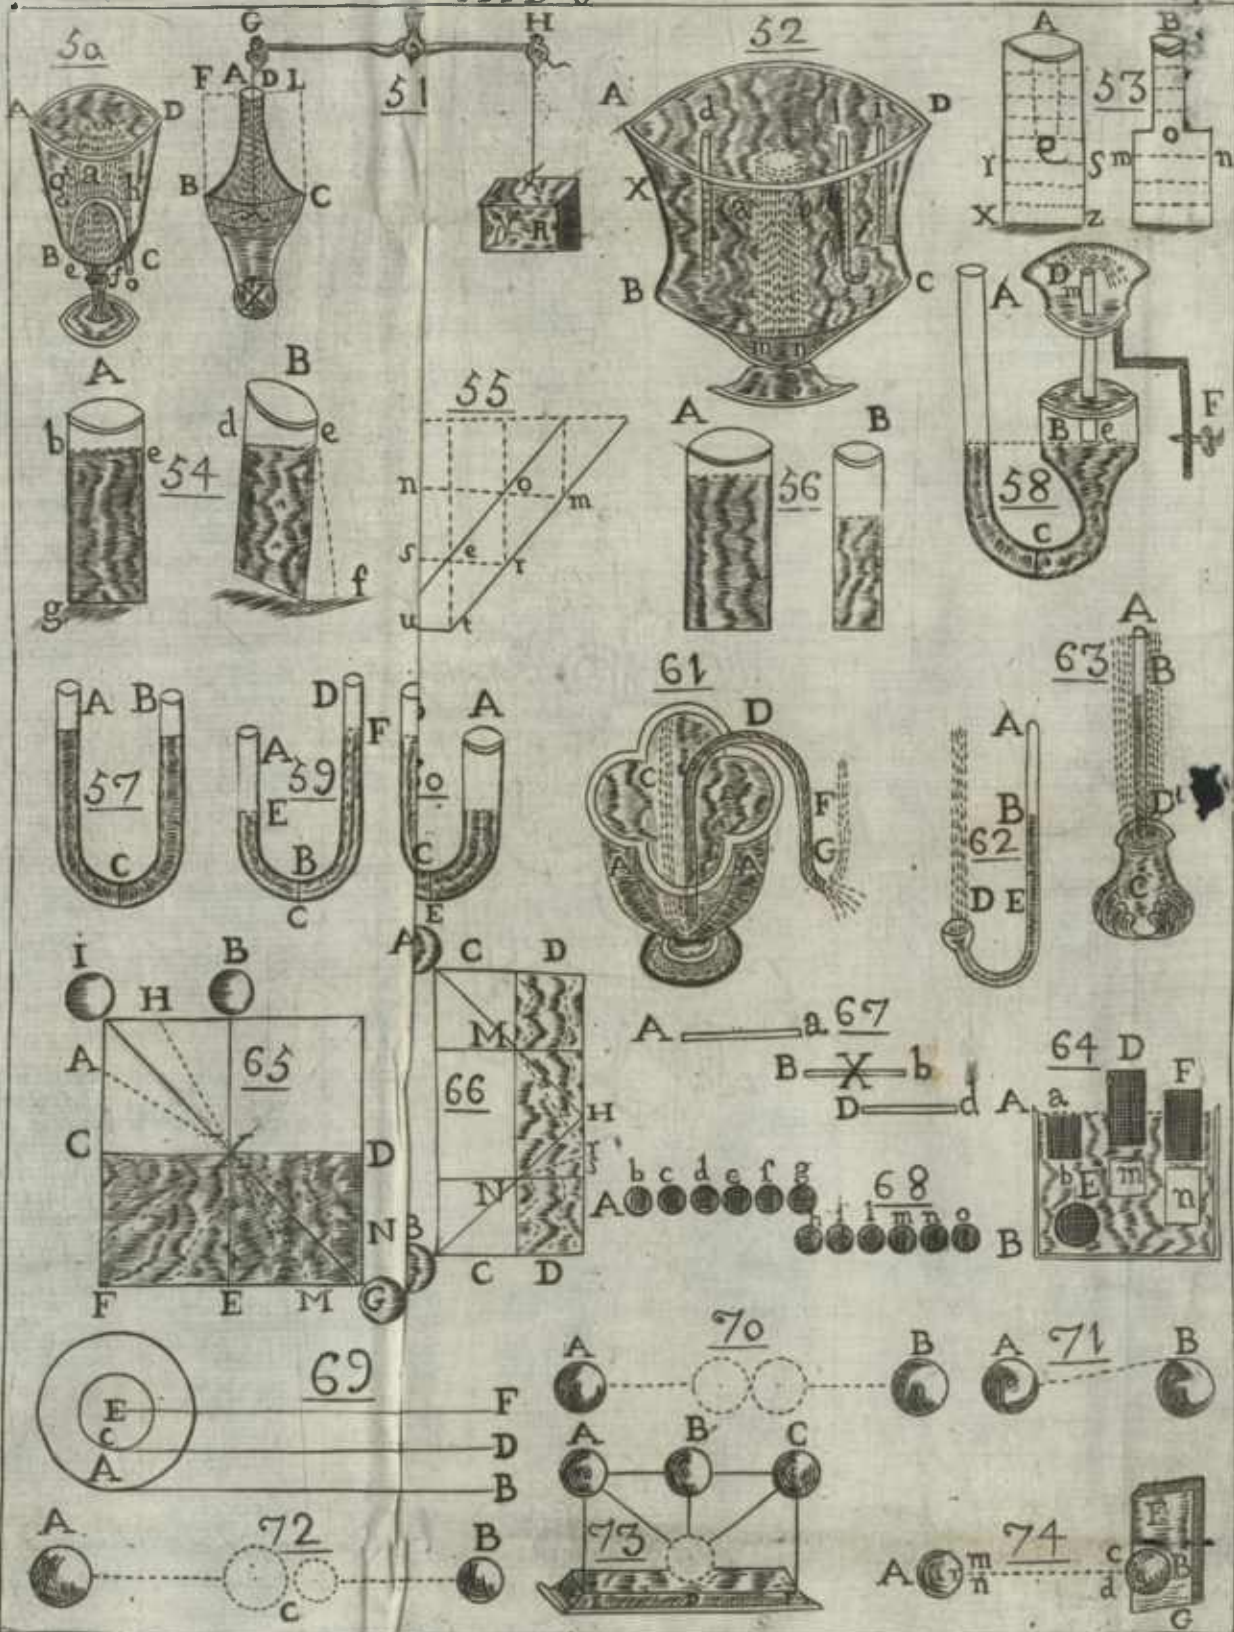 50
A D
g a h
B e f o C
G H
F A D L
51
B C
X
R
52
A D
d i l
X
B C
m n
53
A B
e o
r s m n
x z
54
A B
b e d e
g f
55
n o m
s e r
u t
56
A B
58
A D
m
B e F
C
57
A B
C
59
A D
E F
B
C
A
C
E
61
D
C
F
A A G
62
A
B
D E
63
A
B
D
C
64
A a D F
b E m n
B
65
I H B
A
C D
N
F E M G
66
A C D
M
H
N I
B C D
67
A a
B X b
D d
68
A b c d e f g
h i l m n o B
69
E F
C D
A B
70
A B
71
A B
72
A B
C
73
A B C
D
74
A m c E
n d B
G